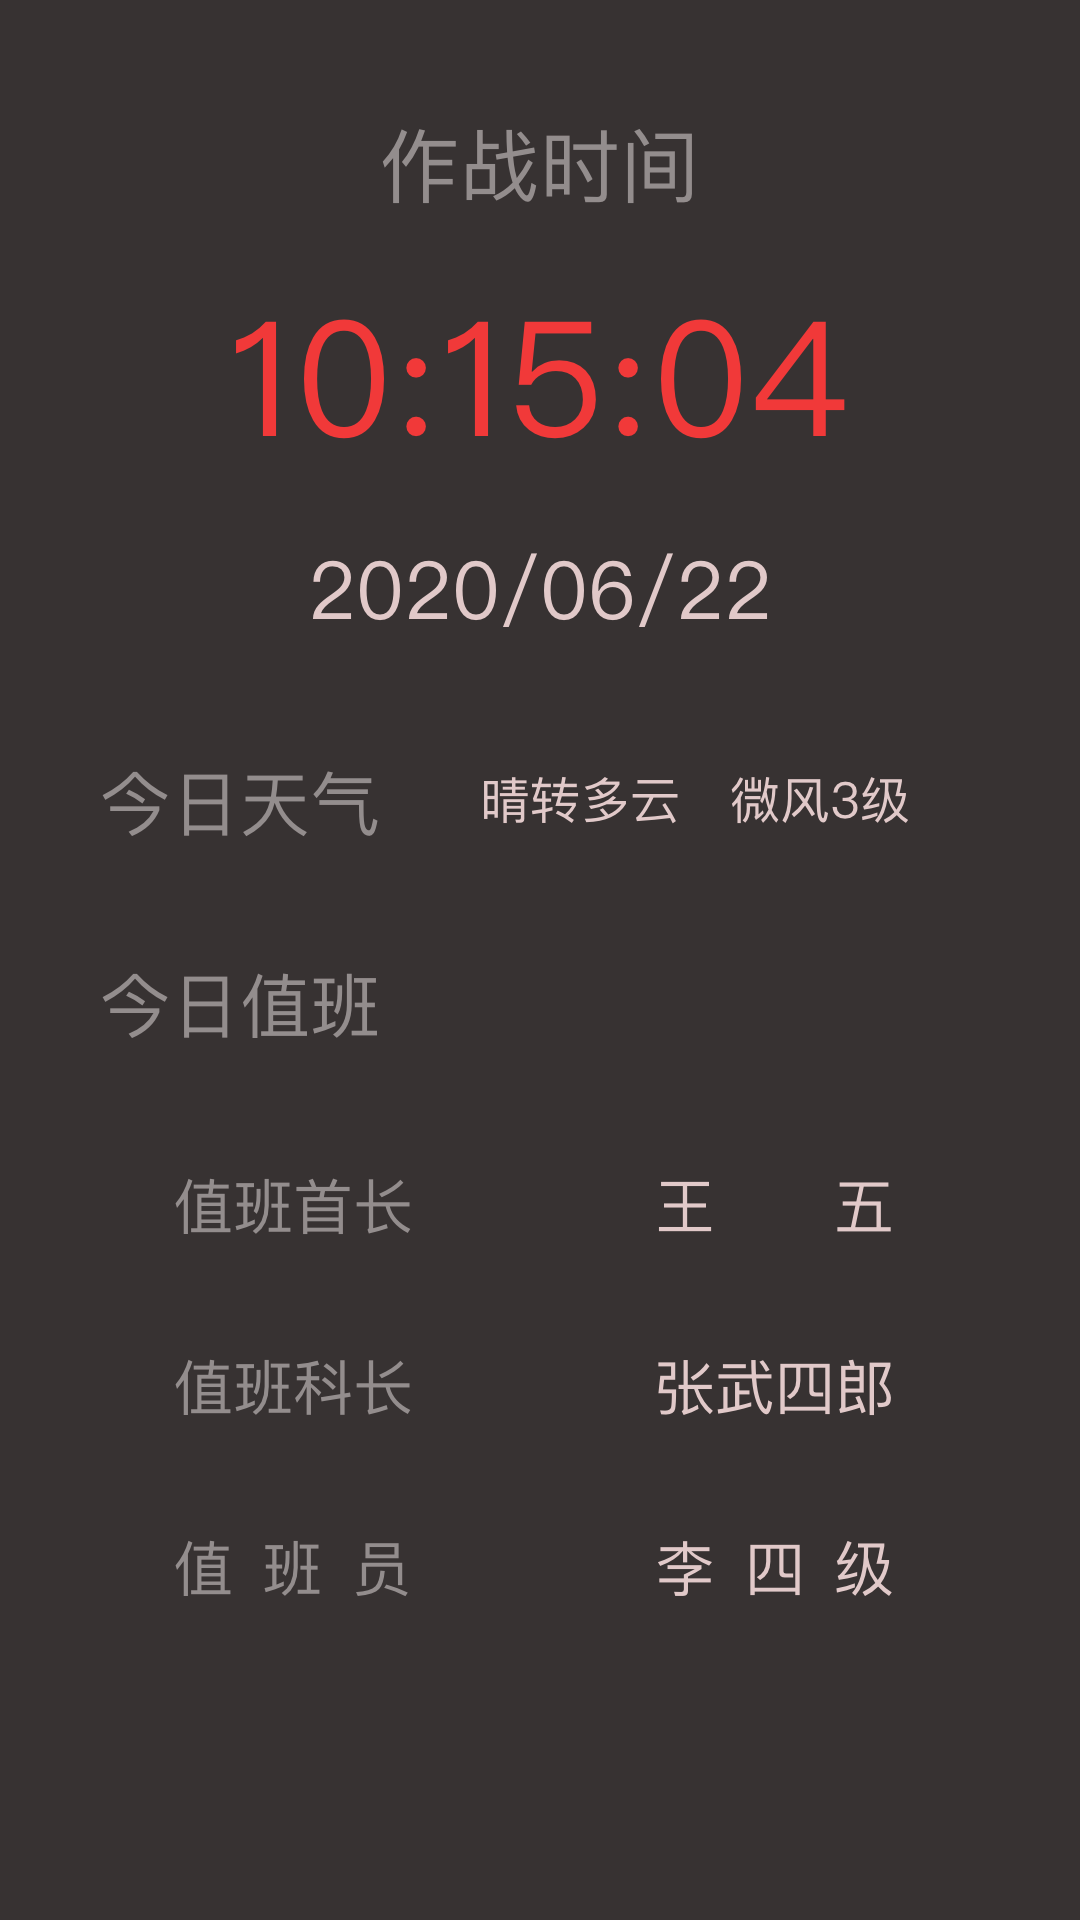 作战时间
10:15:04
2020/06/22
今日天气 晴转多云 微风3级
今日值班
值班首长 王 五
值班科长 张武四郎
值 班 员 李 四 级